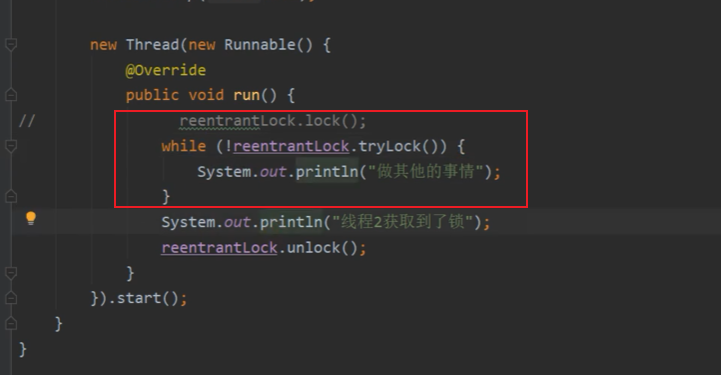 new Thread(new Runnable() {
@Override
public void run() {
// reentrantLock.lock();
while (!reentrantLock.tryLock()) {
System.out.println("做其他的事情");
}
System.out.println("线程2获取到了锁");
reentrantLock.unlock();
}
}).start();
}
}